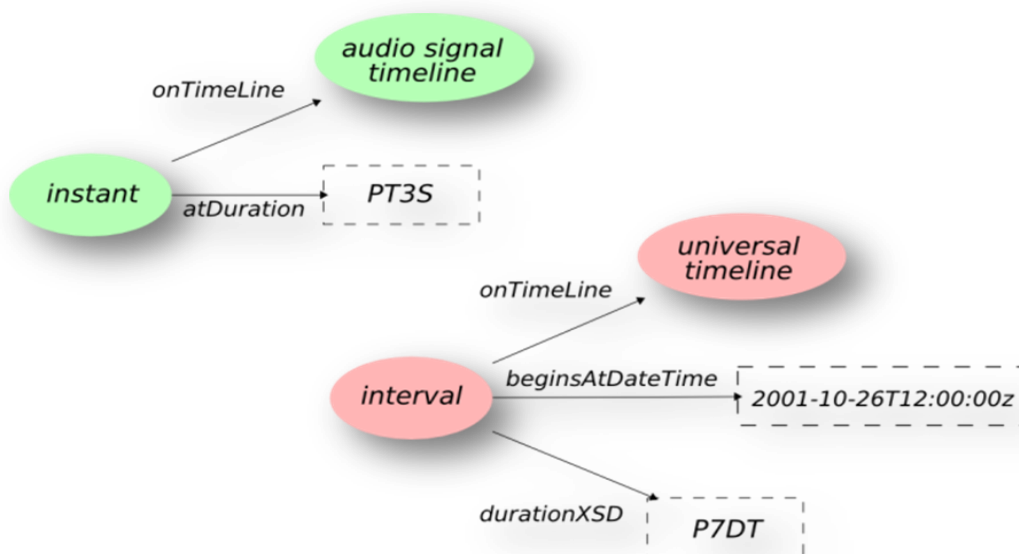 audio signal
timeline
onTimeLine
instant
PT3S
atDuration
universal
timeline
onTimeLine
beginsAtDateTime
interval
2001-10-26T12:00:00z
durationXSD
P7DT